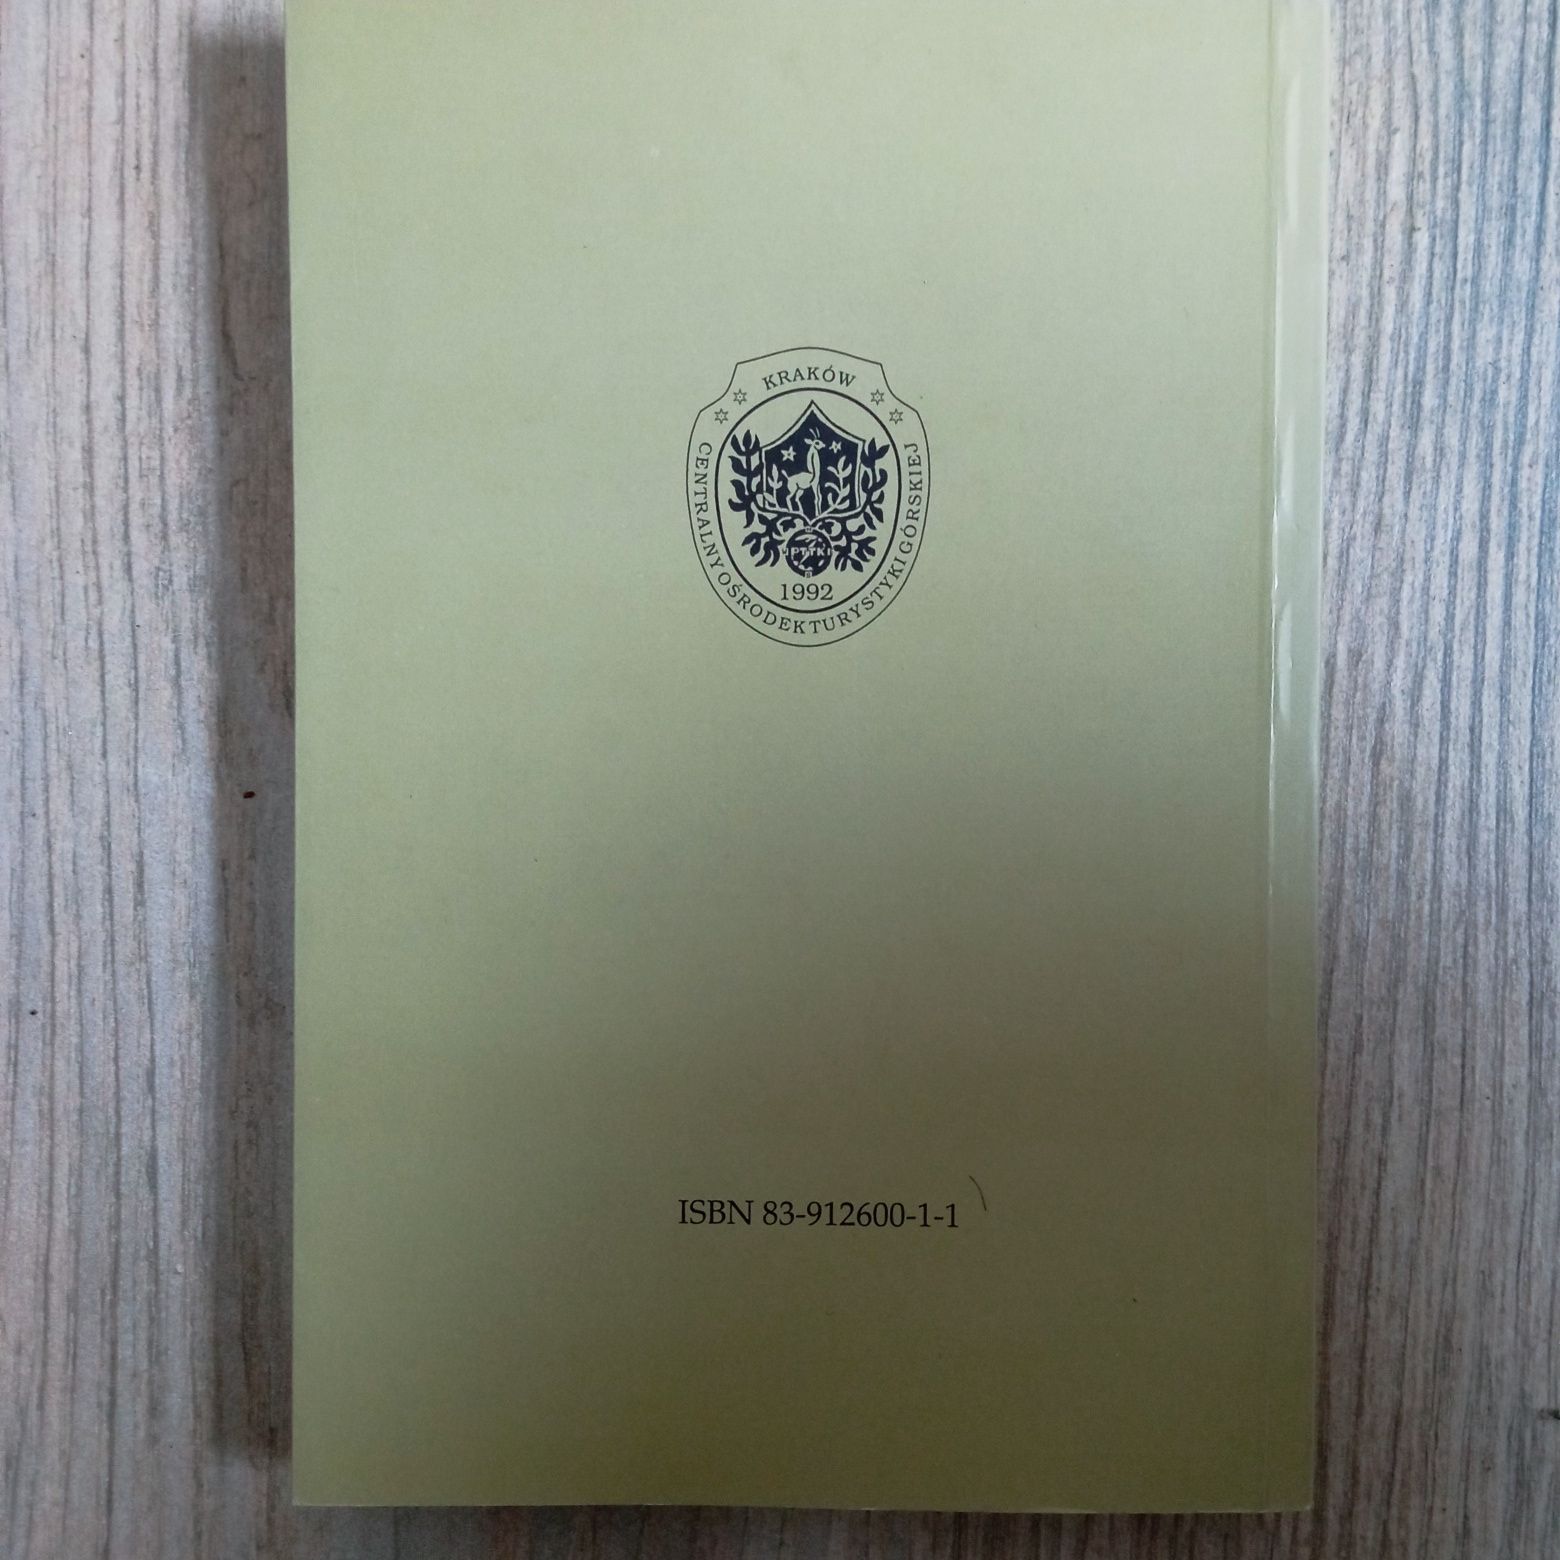 KRAKÓW
CENTRALNY OŚRODEK TURYSTYKI GÓRSKIEJ
PTTK
1992
ISBN 83-912600-1-1